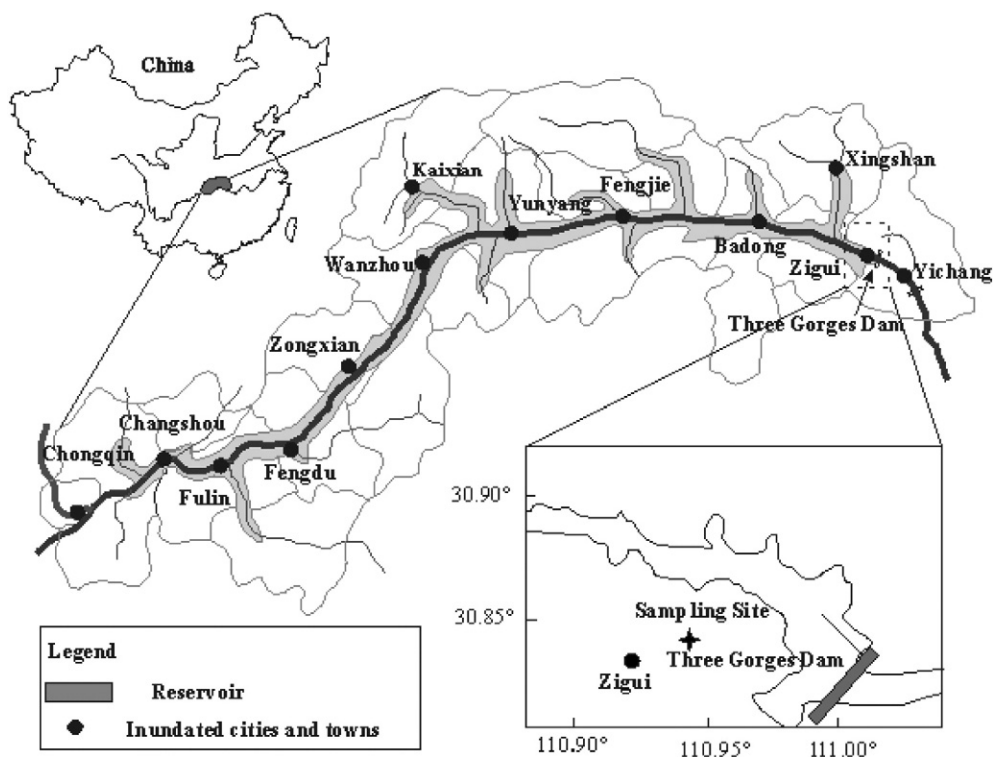 China
Kaixian
Yunyang
Fengjie
Xingshan
Wanzhou
Badong
Zigui
Yichang
Three Gorges Dam
Zongxian
Changshou
Chongqin
Fengdu
Fulin
Legend
Reservoir
Inundated cities and towns
30.90°
30.85°
Sampling Site
Three Gorges Dam
Zigui
110.90°
110.95°
111.00°